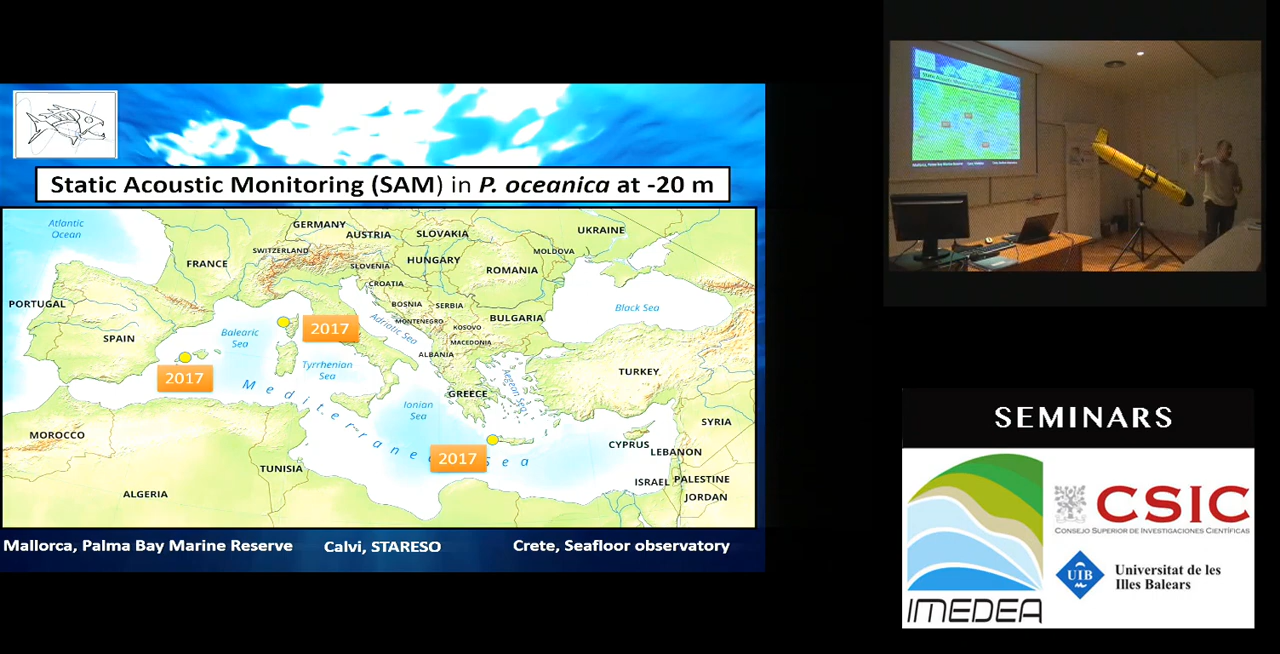 Static Acoustic Monitoring (SAM) in P. oceanica at -20 m
Atlantic
Ocean
GERMANY
AUSTRIA
SLOVAKIA
UKRAINE
SWITZERLAND
HUNGARY
MOLDOVA
FRANCE
SLOVENIA
ROMANIA
CROATIA
PORTUGAL
BOSNIA
SERBIA
Black Sea
BULGARIA
MONTENEGRO
KOSOVO
Adriatic Sea
2017
SPAIN
Balearic
Sea
MACEDONIA
ALBANIA
Tyrrhenian
Sea
TURKEY
2017
Aegean Sea
GREECE
Ionian
Sea
SYRIA
MOROCCO
CYPRUS
LEBANON
Mediterranea
Sea
2017
TUNISIA
ISRAEL
PALESTINE
ALGERIA
JORDAN
Mallorca, Palma Bay Marine Reserve
Calvi, STARESO
Crete, Seafloor observatory
SEMINARS
CSIC
CONSEJO SUPERIOR DE INVESTIGACIONES CIENTÍFICAS
UIB
Universitat de les
Illes Balears
IMEDEA